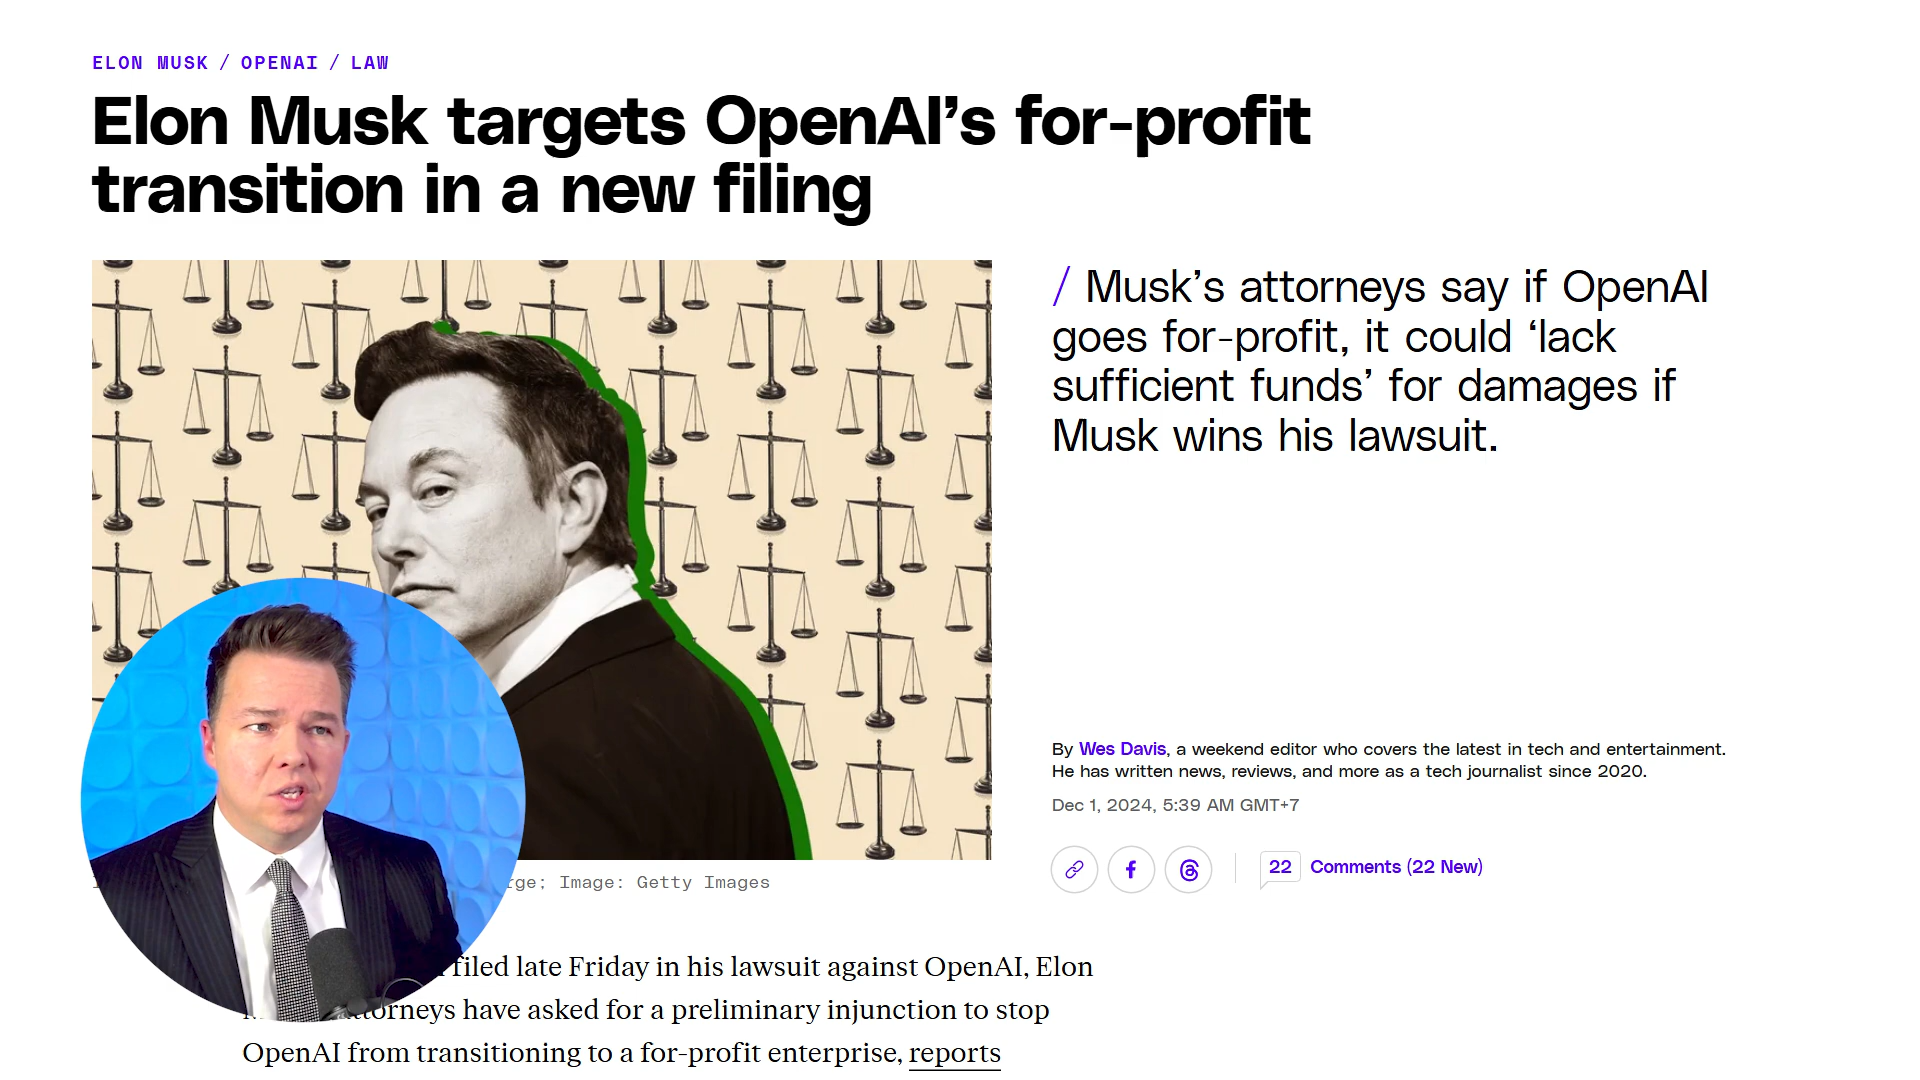 ELON MUSK / OPENAI / LAW
Elon Musk targets OpenAI’s for-profit
transition in a new filing
/ Musk’s attorneys say if OpenAI
goes for-profit, it could ‘lack
sufficient funds’ for damages if
Musk wins his lawsuit.
By Wes Davis, a weekend editor who covers the latest in tech and entertainment.
He has written news, reviews, and more as a tech journalist since 2020.
Dec 1, 2024, 5:39 AM GMT+7
22 Comments (22 New)
rge; Image: Getty Images
filed late Friday in his lawsuit against OpenAI, Elon
orneys have asked for a preliminary injunction to stop
OpenAI from transitioning to a for-profit enterprise, reports